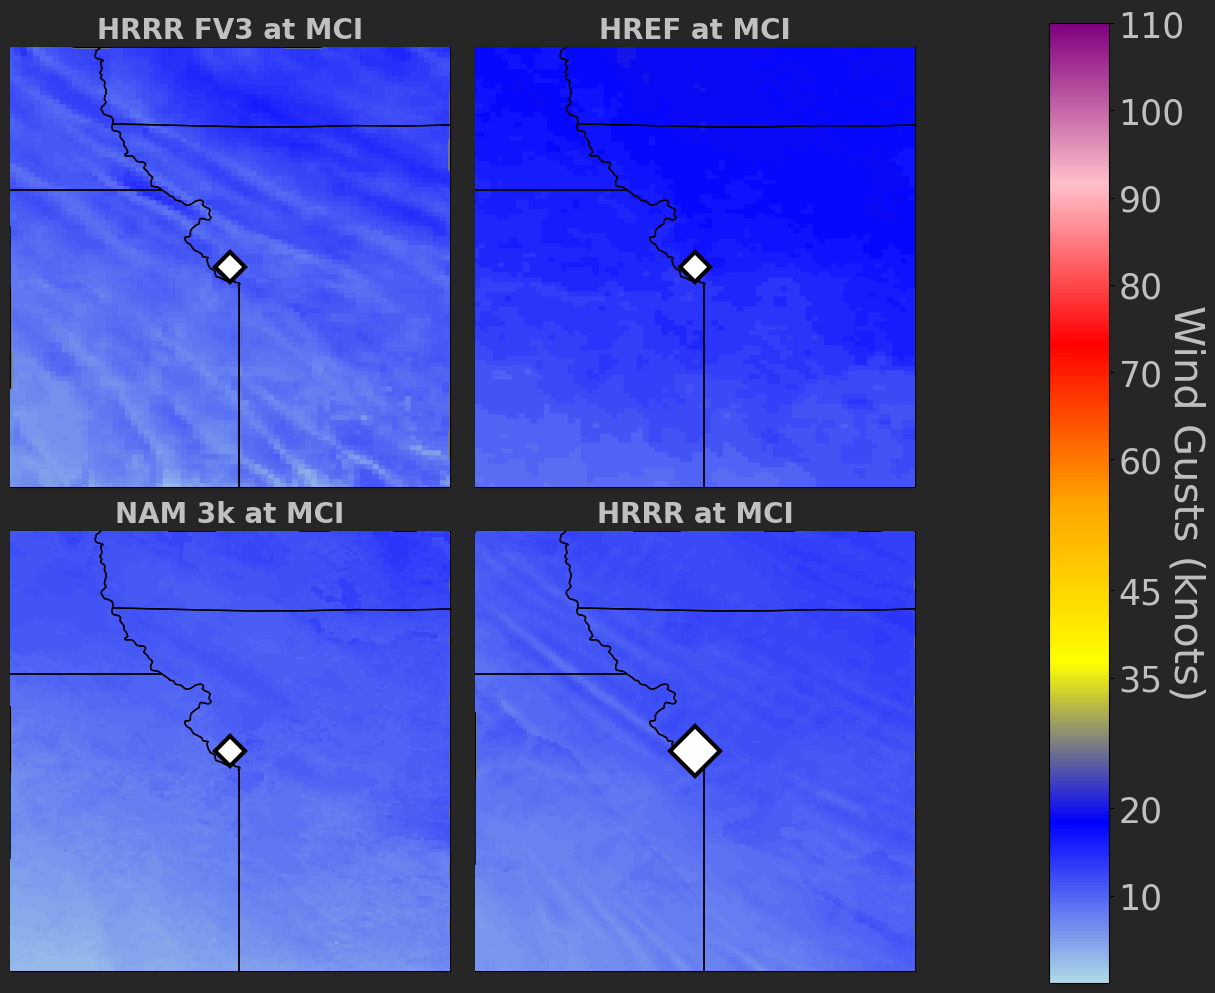 HRRR FV3 at MCI
HREF at MCI
NAM 3k at MCI
HRRR at MCI
110
100
90
80
70
60
45
35
20
10
Wind Gusts (knots)